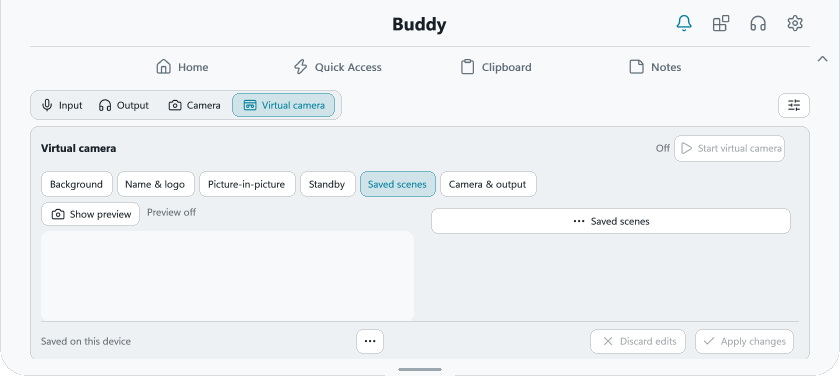 Buddy
Home Quick Access Clipboard Notes
Input Output Camera Virtual camera
Virtual camera Off Start virtual camera
Background Name & logo Picture-in-picture Standby Saved scenes Camera & output
Show preview Preview off
••• Saved scenes
Saved on this device ••• Discard edits Apply changes